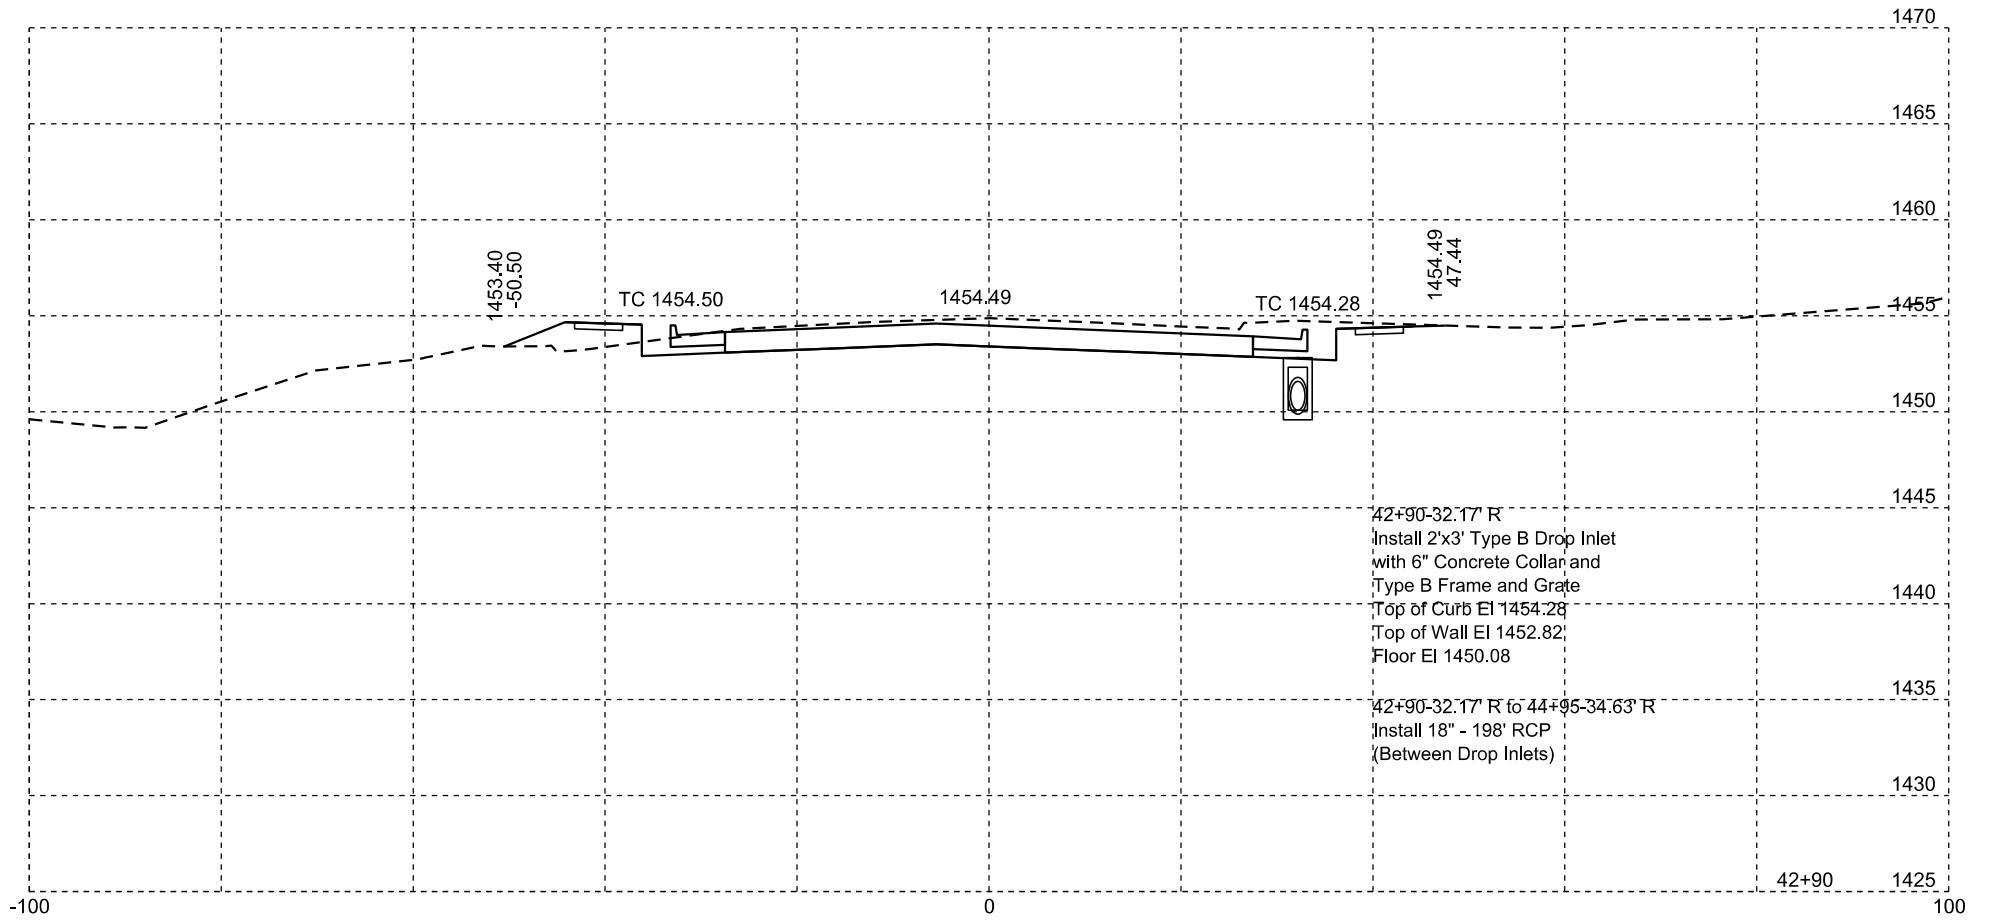 1470
1465
1460
1453.40
-50.50
TC 1454.50
1454.49
TC 1454.28
1454.49
47.44
1455
1450
1445
42+90-32.17' R
Install 2'x3' Type B Drop Inlet
with 6" Concrete Collar and
Type B Frame and Grate
Top of Curb El 1454.28
Top of Wall El 1452.82
Floor El 1450.08
1440
1435
42+90-32.17' R to 44+95-34.63' R
Install 18" - 198' RCP
(Between Drop Inlets)
1430
42+90
1425
-100
0
100